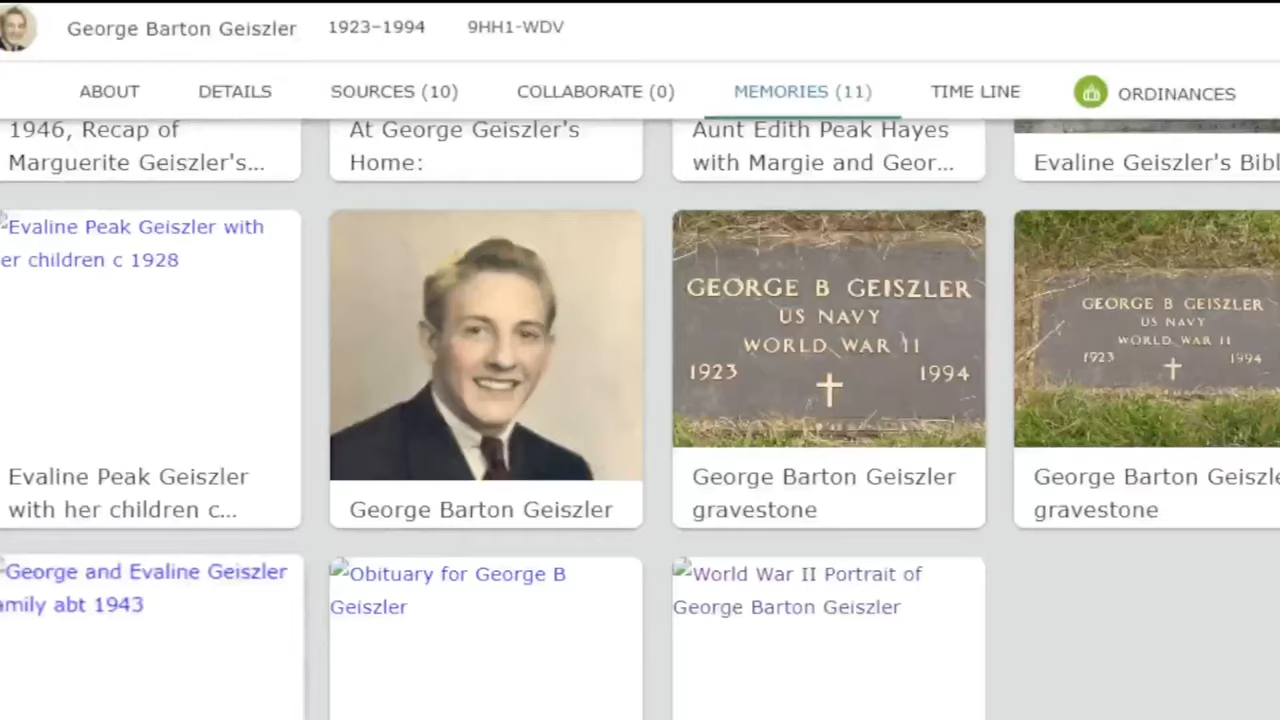 George Barton Geiszler 1923–1994 9HH1-WDV
ABOUT DETAILS SOURCES (10) COLLABORATE (0) MEMORIES (11) TIME LINE ORDINANCES
1946, Recap of
Marguerite Geiszler's...
At George Geiszler's
Home:
Aunt Edith Peak Hayes
with Margie and Geor...
Evaline Geiszler's Bibl
Evaline Peak Geiszler with
er children c 1928
Evaline Peak Geiszler
with her children c...
George Barton Geiszler
GEORGE B GEISZLER
US NAVY
WORLD WAR II
1923 1994
George Barton Geiszler
gravestone
GEORGE B GEISZLER
US NAVY
WORLD WAR II
1923 1994
George Barton Geiszle
gravestone
George and Evaline Geiszler
amily abt 1943
Obituary for George B
Geiszler
World War II Portrait of
George Barton Geiszler